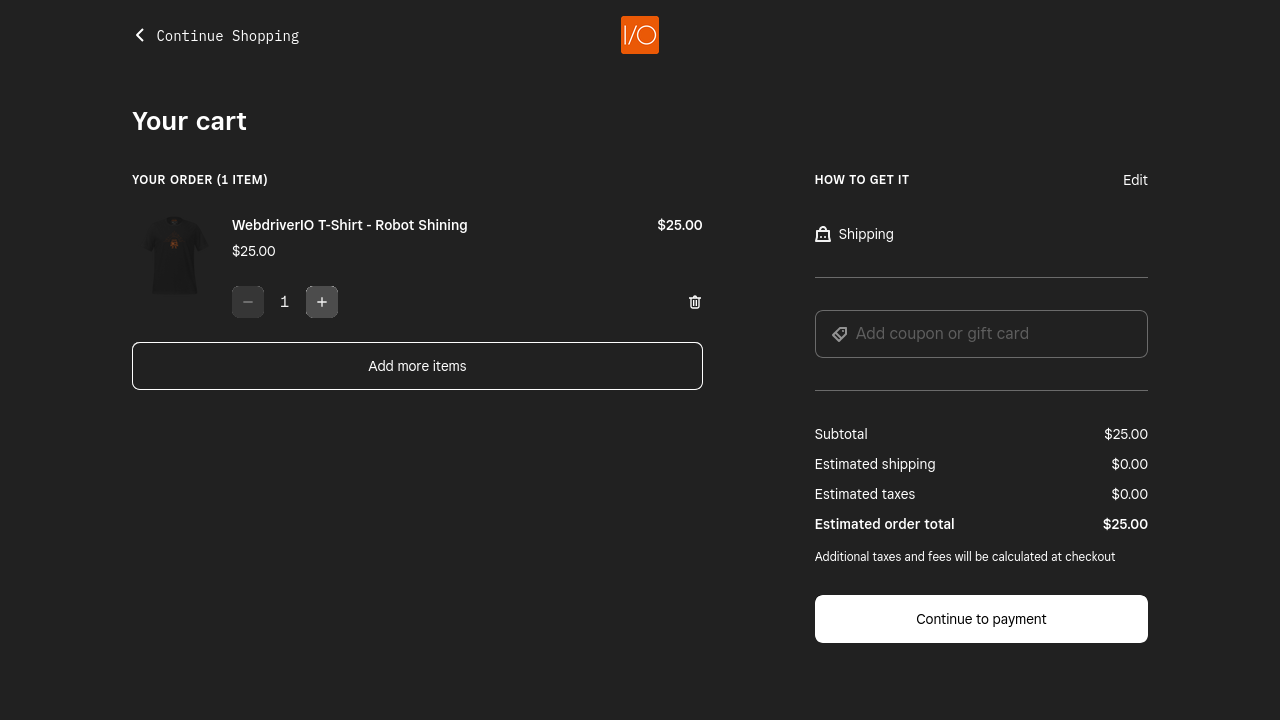 Continue Shopping
I/O
Your cart
YOUR ORDER (1 ITEM)
WebdriverIO T-Shirt - Robot Shining
$25.00
$25.00
1
Add more items
HOW TO GET IT
Edit
Shipping
Add coupon or gift card
Subtotal
$25.00
Estimated shipping
$0.00
Estimated taxes
$0.00
Estimated order total
$25.00
Additional taxes and fees will be calculated at checkout
Continue to payment